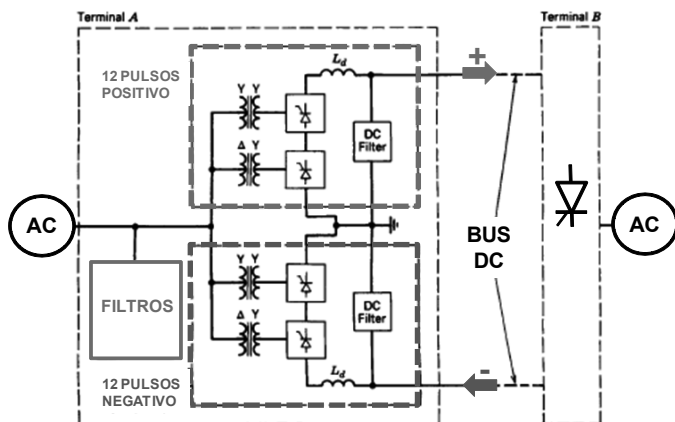 Terminal A
Terminal B
12 PULSOS
POSITIVO
Y Y
L_d
+
DC
Filter
Δ Y
AC
AC
BUS
DC
FILTROS
Y Y
DC
Filter
Δ Y
L_d
-
12 PULSOS
NEGATIVO